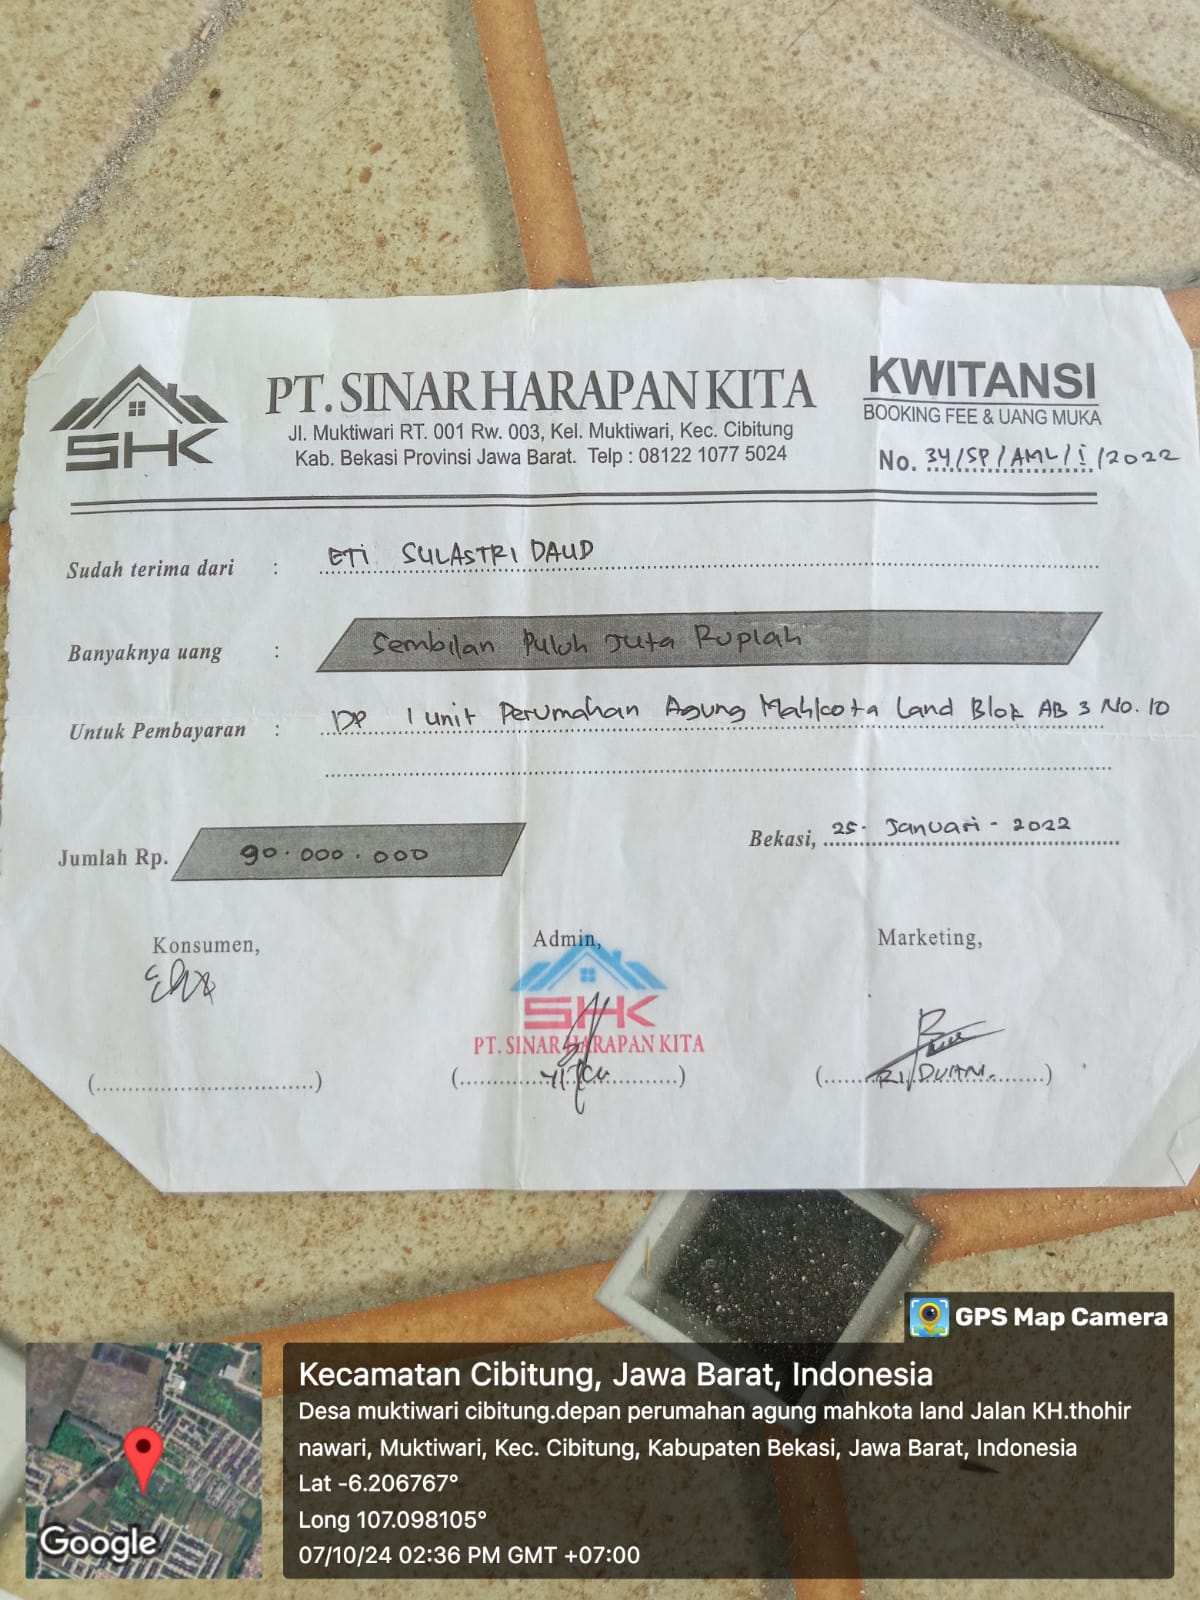 SHK
PT. SINAR HARAPAN KITA
Jl. Muktiwari RT. 001 Rw. 003, Kel. Muktiwari, Kec. Cibitung
Kab. Bekasi Provinsi Jawa Barat. Telp : 08122 1077 5024
KWITANSI
BOOKING FEE & UANG MUKA
No. 34/SP/AML/I/2022
Sudah terima dari : ETI SULASTRI DAUD
Banyaknya uang : Sembilan Puluh Juta Rupiah
Untuk Pembayaran : DP 1 unit Perumahan Agung Mahkota Land Blok AB 3 No. 10
Jumlah Rp. 90.000.000
Bekasi, 25 - Januari - 2022
Konsumen,
Admin,
Marketing,
SHK
PT. SINAR HARAPAN KITA
(RIDUAN.)
GPS Map Camera
Kecamatan Cibitung, Jawa Barat, Indonesia
Desa muktiwari cibitung.depan perumahan agung mahkota land Jalan KH.thohir
nawari, Muktiwari, Kec. Cibitung, Kabupaten Bekasi, Jawa Barat, Indonesia
Lat -6.206767°
Long 107.098105°
07/10/24 02:36 PM GMT +07:00
Google